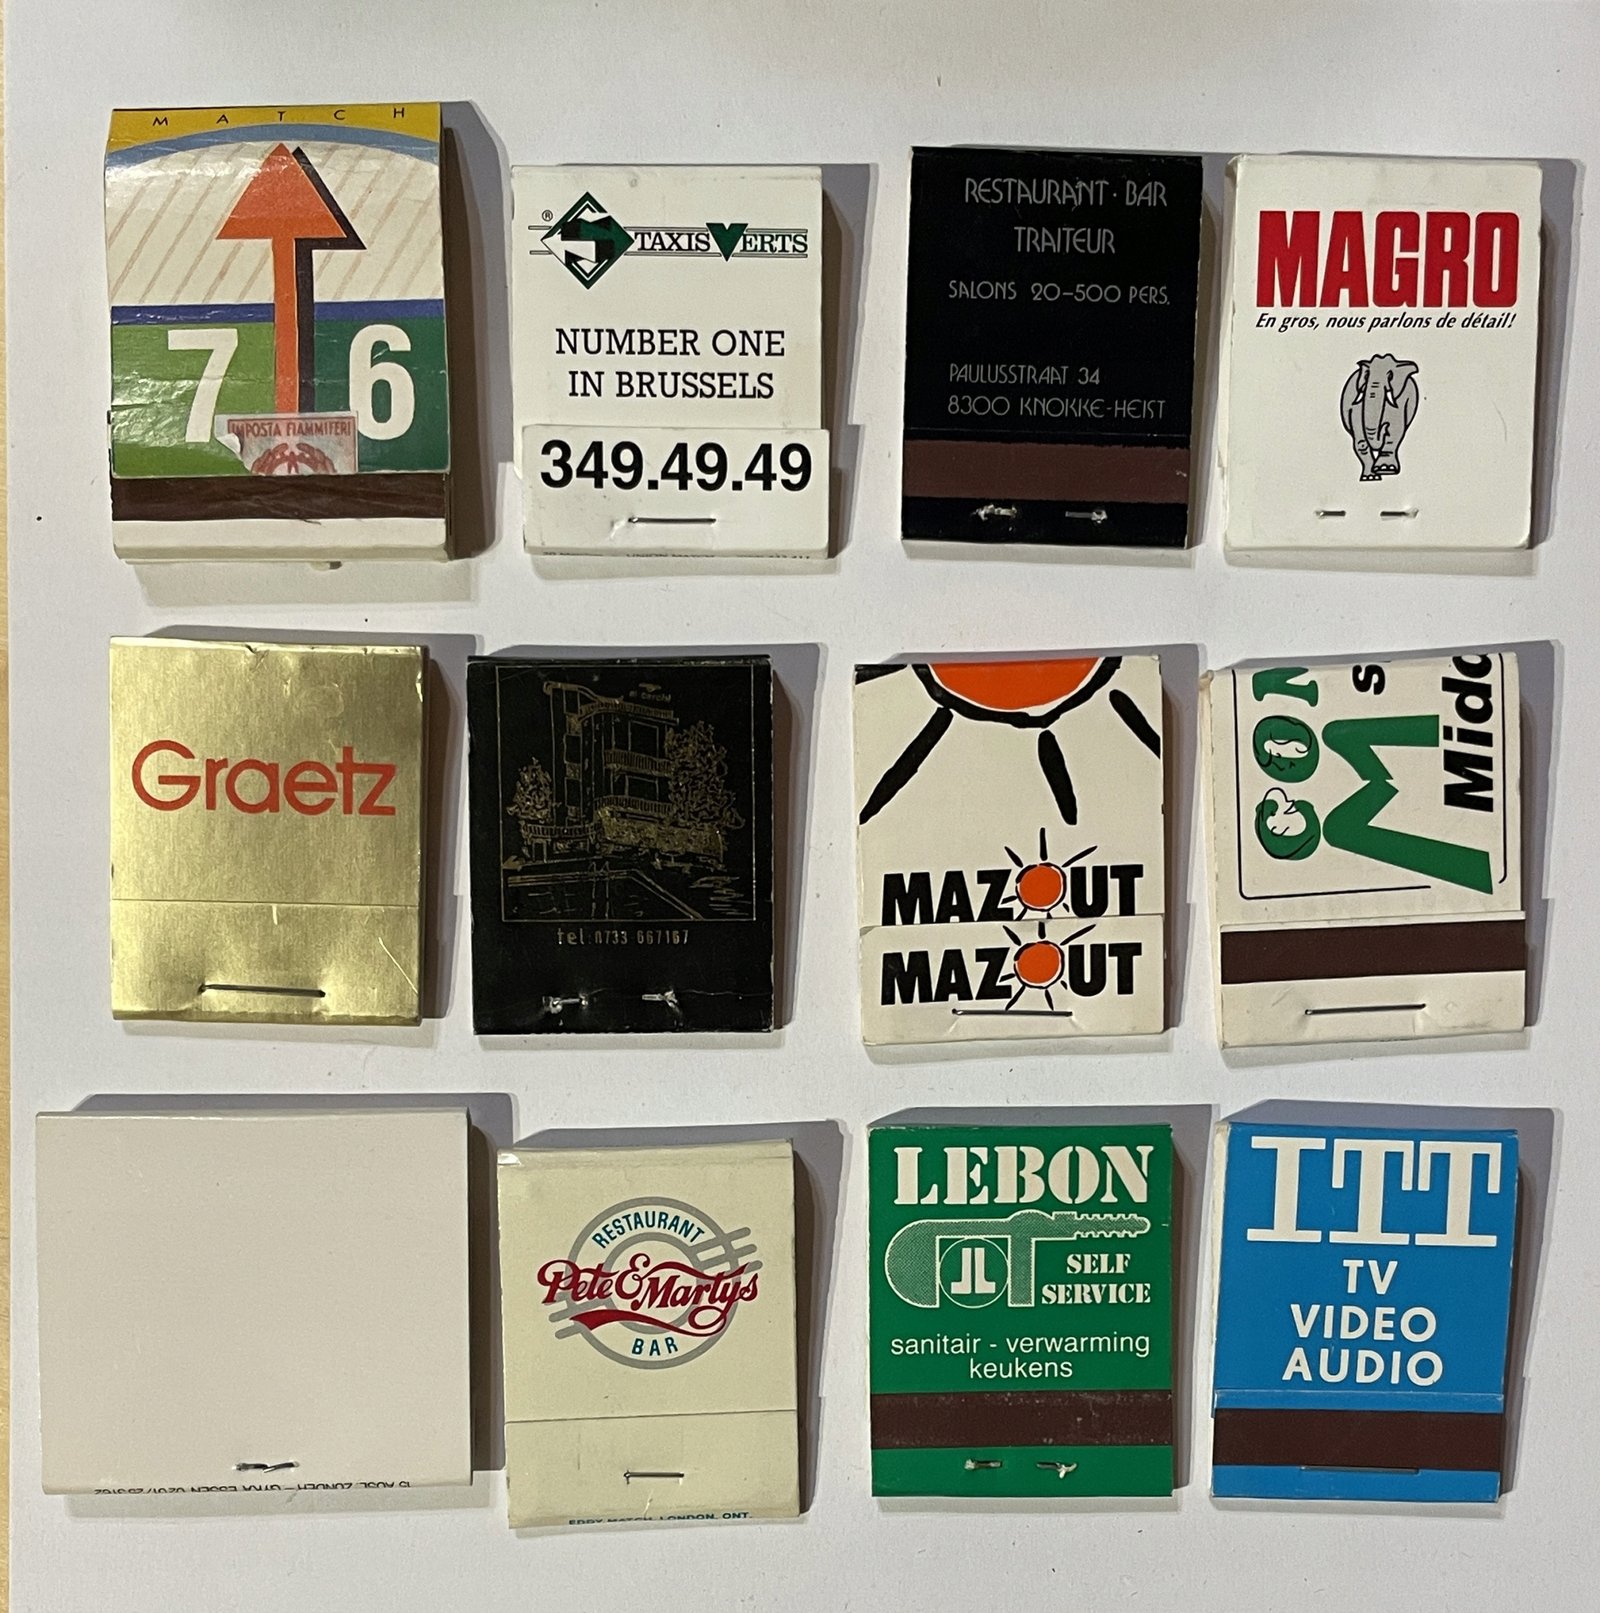 MATCH
7 6
IMPOSTA FIAMMIFERI
® TAXIS VERTS
NUMBER ONE
IN BRUSSELS
349.49.49
RESTAURANT · BAR
TRAITEUR
SALONS 20-500 PERS.
PAULUSSTRAAT 34
8300 KNOKKE-HEIST
MAGRO
En gros, nous parlons de détail!
Graetz
tel: 0733 667167
MAZOUT
MAZOUT
M
RESTAURANT
Pete & Martys
BAR
EDDY MATCH, LONDON, ONT.
LEBON
SELF
SERVICE
sanitair - verwarming
keukens
ITT
TV
VIDEO
AUDIO